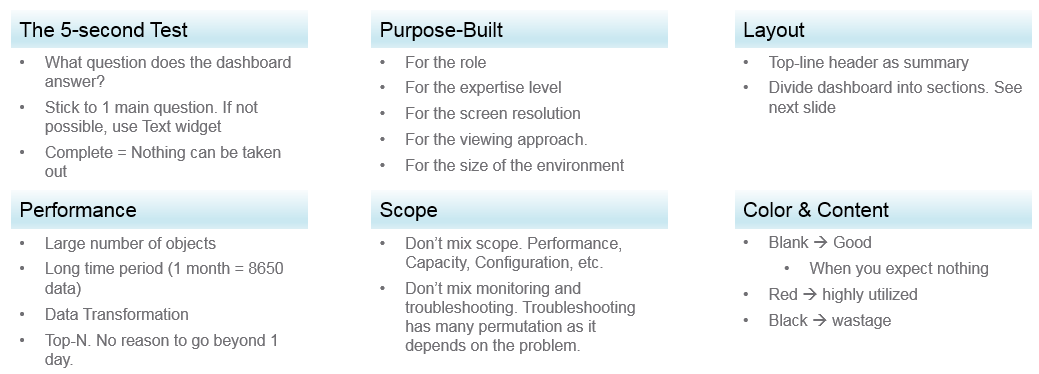 The 5-second Test
• What question does the dashboard
answer?
• Stick to 1 main question. If not
possible, use Text widget
• Complete = Nothing can be taken
out
Purpose-Built
• For the role
• For the expertise level
• For the screen resolution
• For the viewing approach.
• For the size of the environment
Layout
• Top-line header as summary
• Divide dashboard into sections. See
next slide
Performance
• Large number of objects
• Long time period (1 month = 8650
data)
• Data Transformation
• Top-N. No reason to go beyond 1
day.
Scope
• Don’t mix scope. Performance,
Capacity, Configuration, etc.
• Don’t mix monitoring and
troubleshooting. Troubleshooting
has many permutation as it
depends on the problem.
Color & Content
• Blank → Good
• When you expect nothing
• Red → highly utilized
• Black → wastage